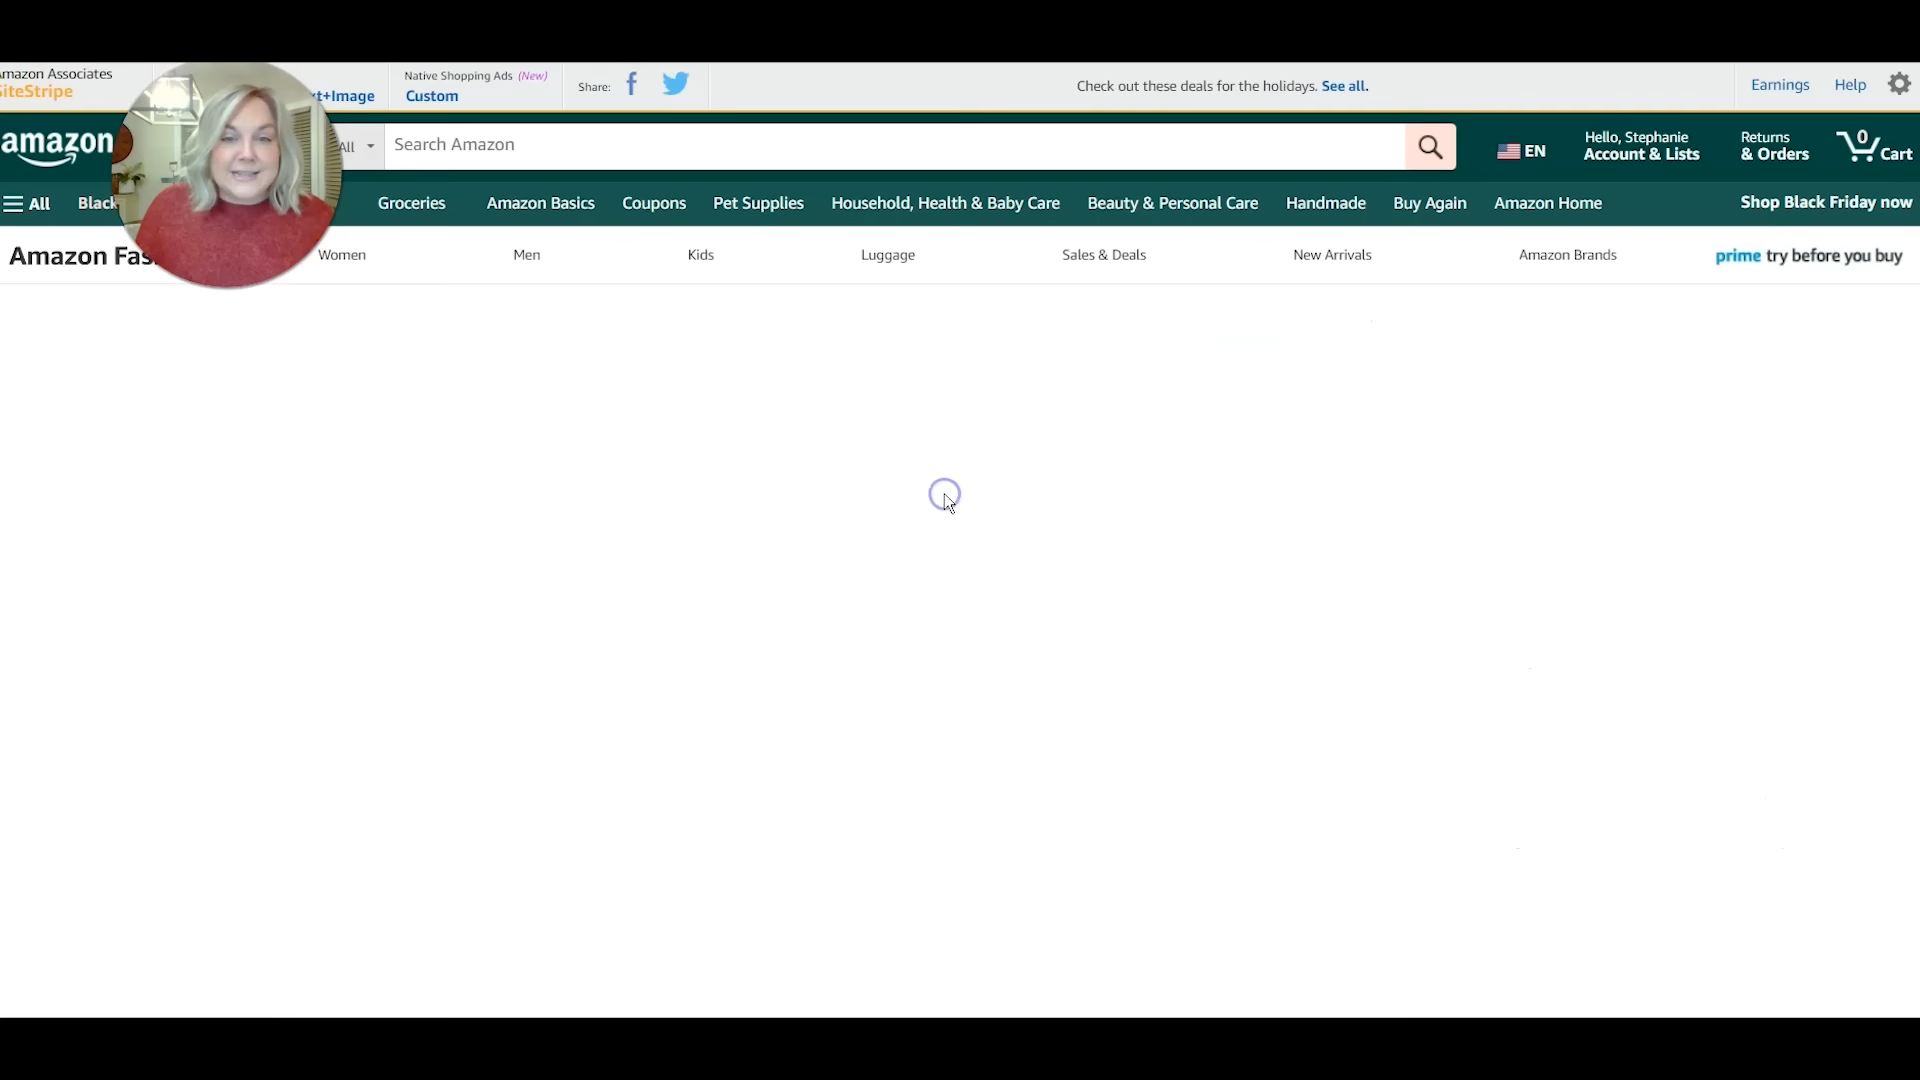 Amazon Associates
SiteStripe
t+Image
Native Shopping Ads (New)
Custom
Share:
Check out these deals for the holidays. See all.
Earnings
Help
amazon
All
Search Amazon
EN
Hello, Stephanie
Account & Lists
Returns
& Orders
0
Cart
All
Black
Groceries
Amazon Basics
Coupons
Pet Supplies
Household, Health & Baby Care
Beauty & Personal Care
Handmade
Buy Again
Amazon Home
Shop Black Friday now
Amazon Fas
Women
Men
Kids
Luggage
Sales & Deals
New Arrivals
Amazon Brands
prime try before you buy